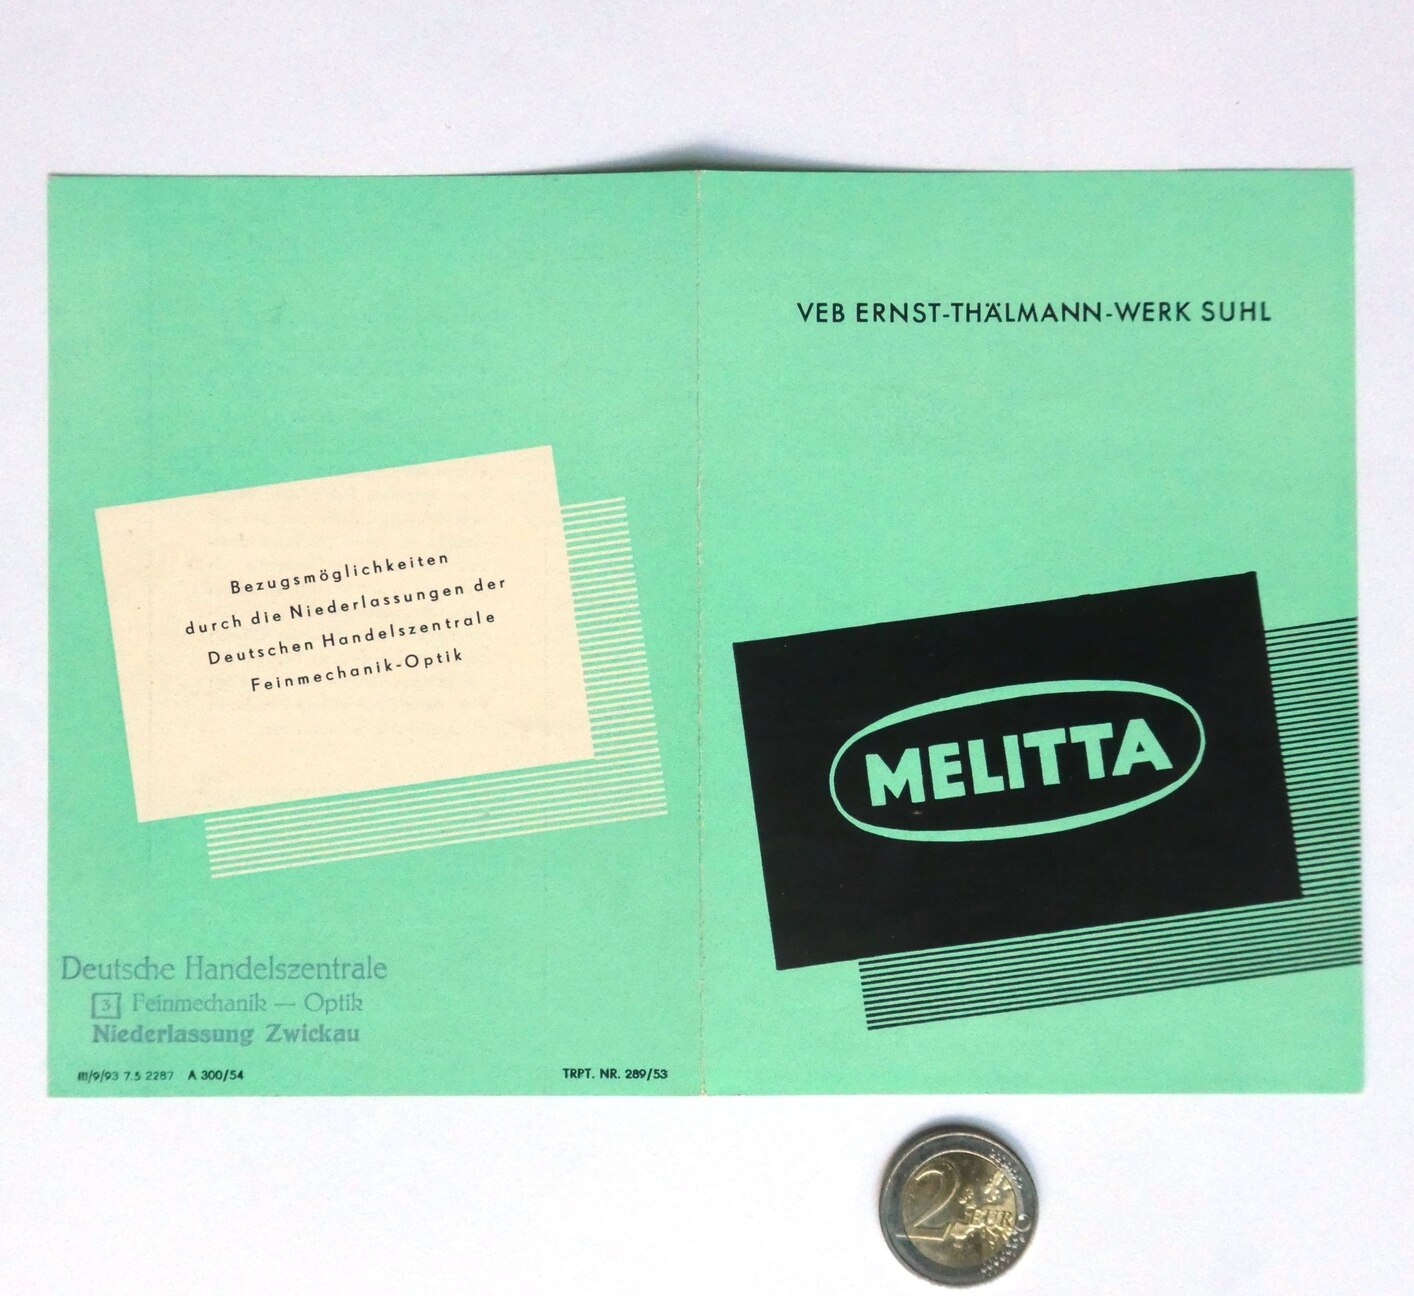 Bezugsmöglichkeiten
durch die Niederlassungen der
Deutschen Handelszentrale
Feinmechanik-Optik
Deutsche Handelszentrale
3 Feinmechanik — Optik
Niederlassung Zwickau
III/9/93 7.5 2287 A 300/54
TRPT. NR. 289/53
VEB ERNST-THÄLMANN-WERK SUHL
MELITTA
2 EURO